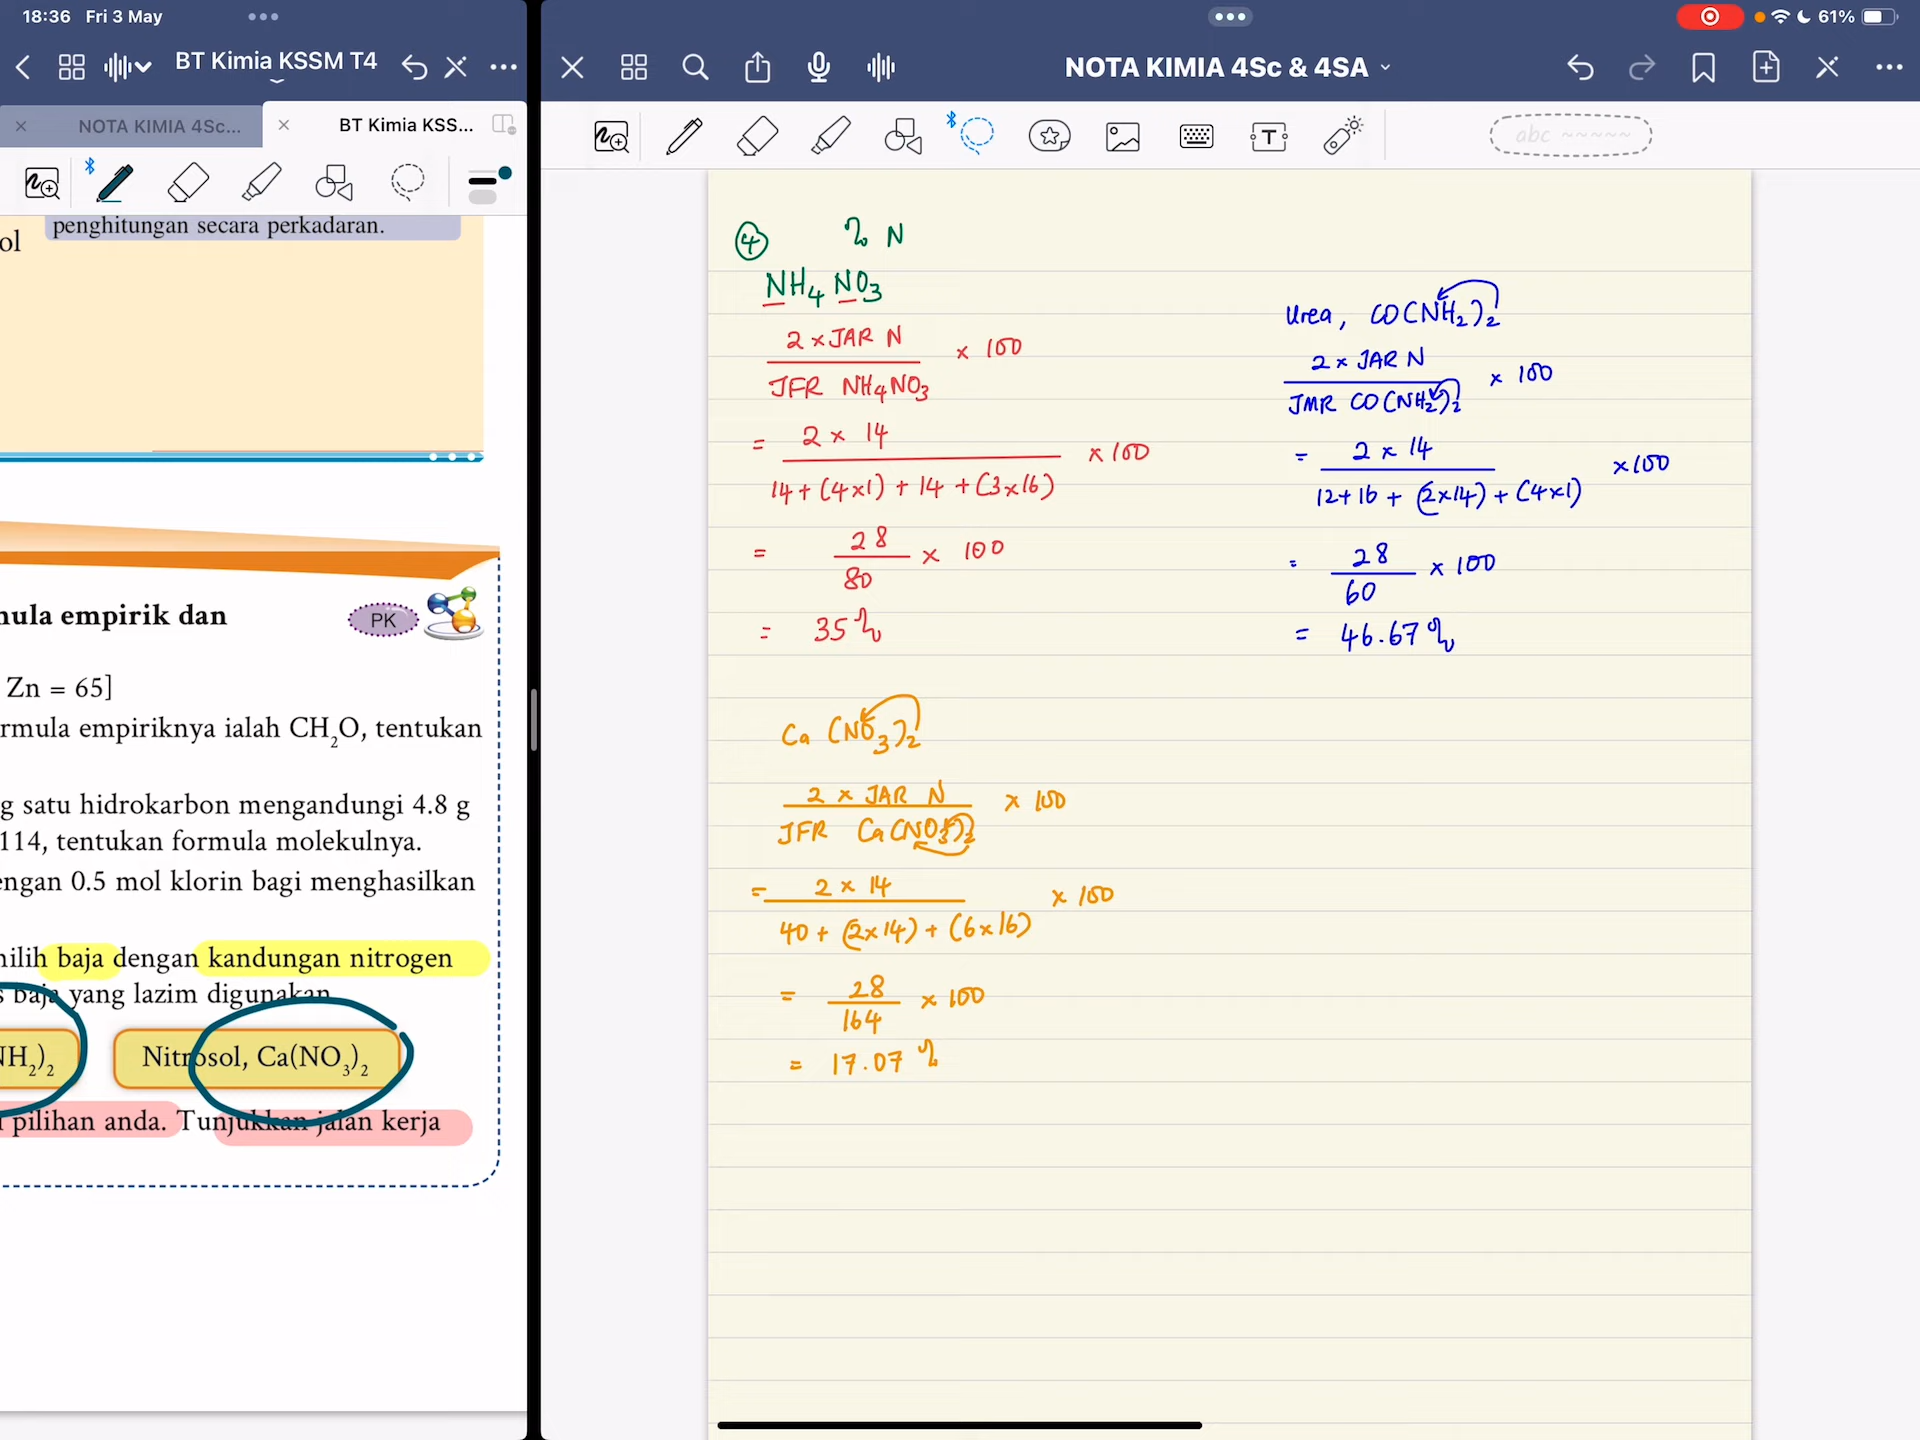 18:36 Fri 3 May
61%
BT Kimia KSSM T4
NOTA KIMIA 4Sc...
BT Kimia KSS...
penghitungan secara perkadaran.
ol
mula empirik dan
PK
Zn = 65]
rmula empiriknya ialah CH₂O, tentukan
g satu hidrokarbon mengandungi 4.8 g
114, tentukan formula molekulnya.
engan 0.5 mol klorin bagi menghasilkan
nilih baja dengan kandungan nitrogen
s baja yang lazim digunakan
NH₂)₂
Nitrosol, Ca(NO₃)₂
pilihan anda. Tunjukkan jalan kerja
NOTA KIMIA 4Sc & 4SA
abc
④ % N
NH₄NO₃
2 × JAR N
JFR NH₄NO₃
× 100
= 2 × 14
14 + (4×1) + 14 + (3×16)
× 100
= 28
80
× 100
= 35%
Urea, CO(NH₂)₂
2 × JAR N
JMR CO(NH₂)₂
× 100
= 2 × 14
12+16 + (2×14) + (4×1)
×100
= 28
60
× 100
= 46.67%
Ca (NO₃)₂
2 × JAR N
JFR Ca(NO₃)₂
× 100
= 2 × 14
40 + (2×14) + (6×16)
× 100
= 28
164
× 100
= 17.07 %